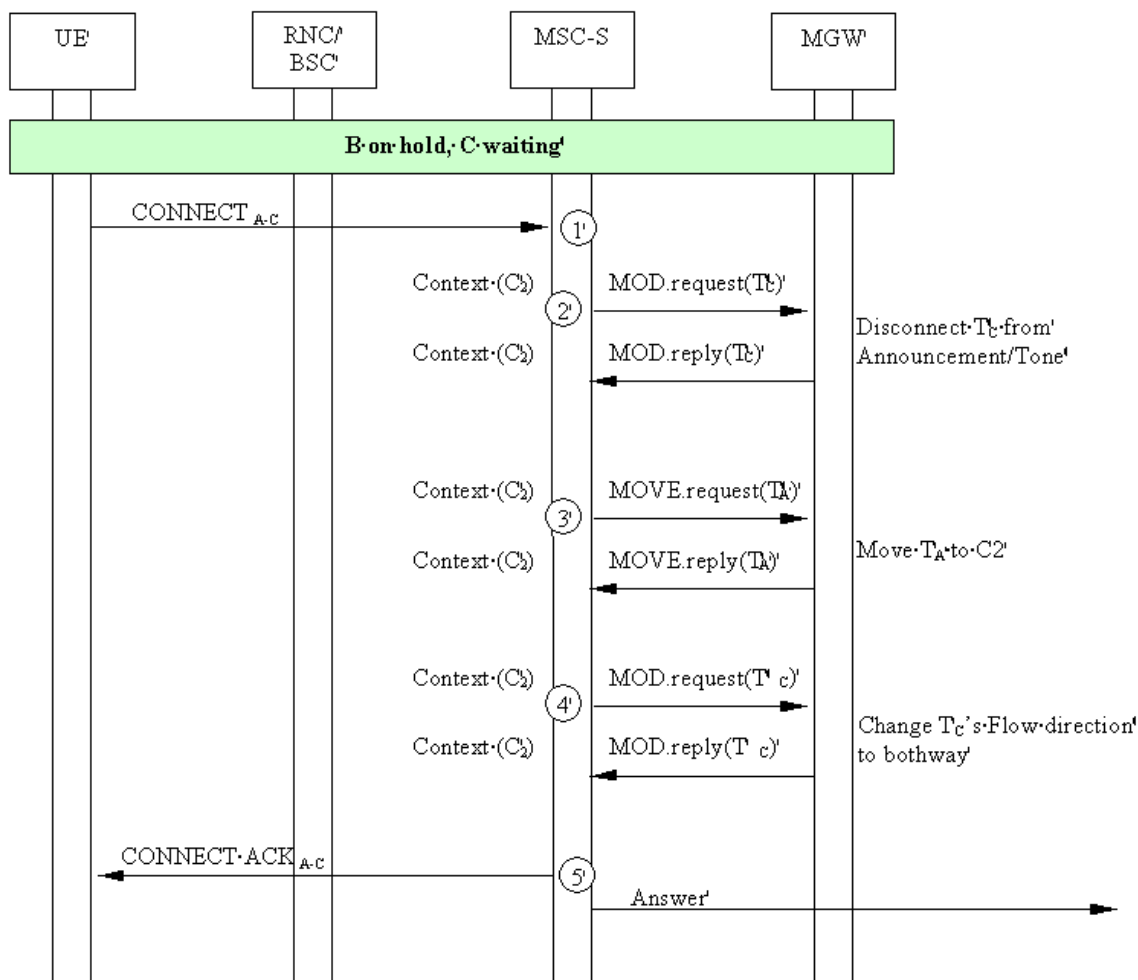 UE'
RNC/'
BSC'
MSC-S
MGW'
B·on·hold,·C·waiting'
CONNECT A-C
1'
Context·(C2)
MOD.request(TC)'
2'
Disconnect·TC·from'
Announcement/Tone'
Context·(C2)
MOD.reply(TC)'
Context·(C2)
MOVE.request(TA)'
3'
Move·TA·to·C2'
Context·(C2)
MOVE.reply(TA)'
Context·(C2)
MOD.request(T' C)'
4'
Change TC's·Flow·direction'
to bothway'
Context·(C2)
MOD.reply(T' C)'
CONNECT·ACK A-C
5'
Answer'